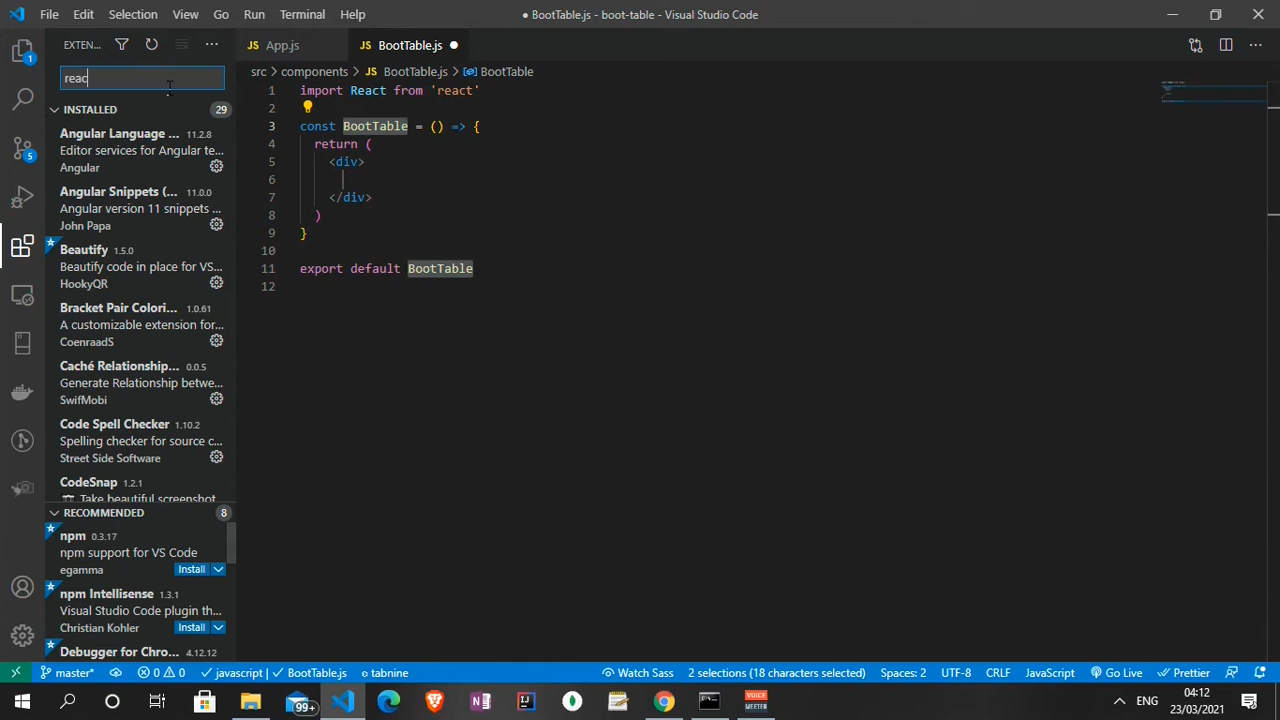 File Edit Selection View Go Run Terminal Help
● BootTable.js - boot-table - Visual Studio Code
EXTEN...
JS App.js
JS BootTable.js ●
reac
src > components > JS BootTable.js > BootTable
INSTALLED 29
Angular Language ... 11.2.8
Editor services for Angular te...
Angular
Angular Snippets (... 11.0.0
Angular version 11 snippets ...
John Papa
Beautify 1.5.0
Beautify code in place for VS...
HookyQR
Bracket Pair Colori... 1.0.61
A customizable extension for...
CoenraadS
Caché Relationship... 0.0.5
Generate Relationship betwe...
SwifMobi
Code Spell Checker 1.10.2
Spelling checker for source c...
Street Side Software
CodeSnap 1.2.1
Take beautiful screenshot
RECOMMENDED 8
npm 0.3.17
npm support for VS Code
egamma Install
npm Intellisense 1.3.1
Visual Studio Code plugin th...
Christian Kohler Install
Debugger for Chro... 4.12.12
1 import React from 'react'
2
3 const BootTable = () => {
4 return (
5 <div>
6
7 </div>
8 )
9 }
10
11 export default BootTable
12
1
5
master* 0 0 javascript | BootTable.js tabnine
Watch Sass 2 selections (18 characters selected) Spaces: 2 UTF-8 CRLF JavaScript Go Live Prettier
99+
VOICE
MEETER
ENG
04:12
23/03/2021